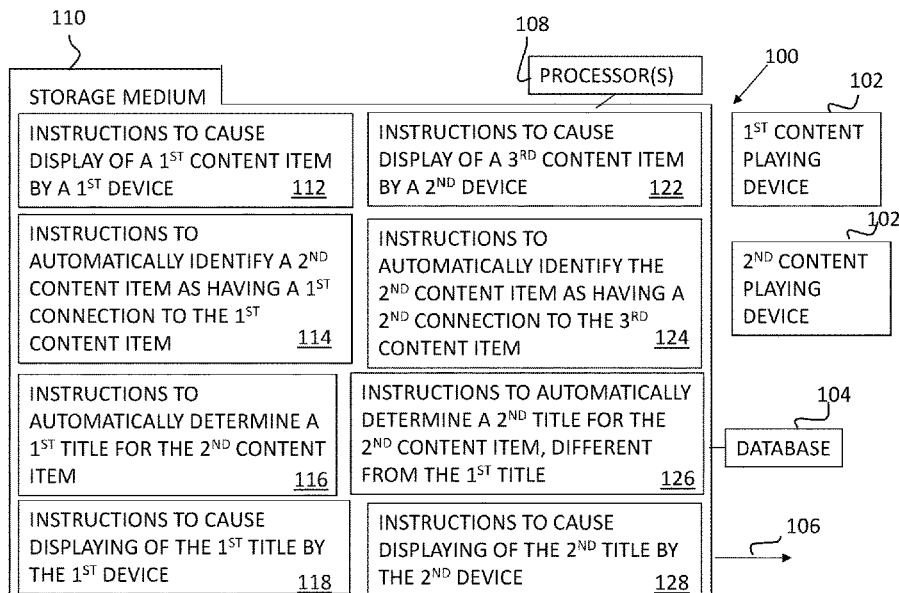 110
108
PROCESSOR(S)
100
102
STORAGE MEDIUM
INSTRUCTIONS TO CAUSE
DISPLAY OF A 1ST CONTENT ITEM
BY A 1ST DEVICE
112
INSTRUCTIONS TO CAUSE
DISPLAY OF A 3RD CONTENT ITEM
BY A 2ND DEVICE
122
1ST CONTENT
PLAYING
DEVICE
102
INSTRUCTIONS TO
AUTOMATICALLY IDENTIFY A 2ND
CONTENT ITEM AS HAVING A 1ST
CONNECTION TO THE 1ST
CONTENT ITEM
114
INSTRUCTIONS TO
AUTOMATICALLY IDENTIFY THE
2ND CONTENT ITEM AS HAVING A
2ND CONNECTION TO THE 3RD
CONTENT ITEM
124
2ND CONTENT
PLAYING
DEVICE
INSTRUCTIONS TO
AUTOMATICALLY DETERMINE A
1ST TITLE FOR THE 2ND CONTENT
ITEM
116
INSTRUCTIONS TO AUTOMATICALLY
DETERMINE A 2ND TITLE FOR THE
2ND CONTENT ITEM, DIFFERENT
FROM THE 1ST TITLE
126
104
DATABASE
INSTRUCTIONS TO CAUSE
DISPLAYING OF THE 1ST TITLE BY
THE 1ST DEVICE
118
INSTRUCTIONS TO CAUSE
DISPLAYING OF THE 2ND TITLE BY
THE 2ND DEVICE
128
106